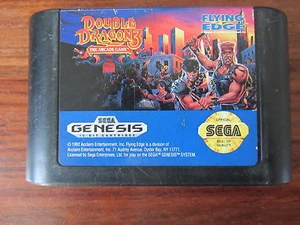 DOUBLE
DRAGON 3
THE ARCADE GAME
FLYING
EDGE
SEGA
GENESIS
16-BIT CARTRIDGE
OFFICIAL
SEGA
SEAL OF
QUALITY
© 1992 Acclaim Entertainment, Inc. Flying Edge is a division of
Acclaim Entertainment, Inc. 71 Audrey Avenue, Oyster Bay, NY 11771.
Licensed by Sega Enterprises, Ltd. for play on the SEGA™ GENESIS™ SYSTEM.